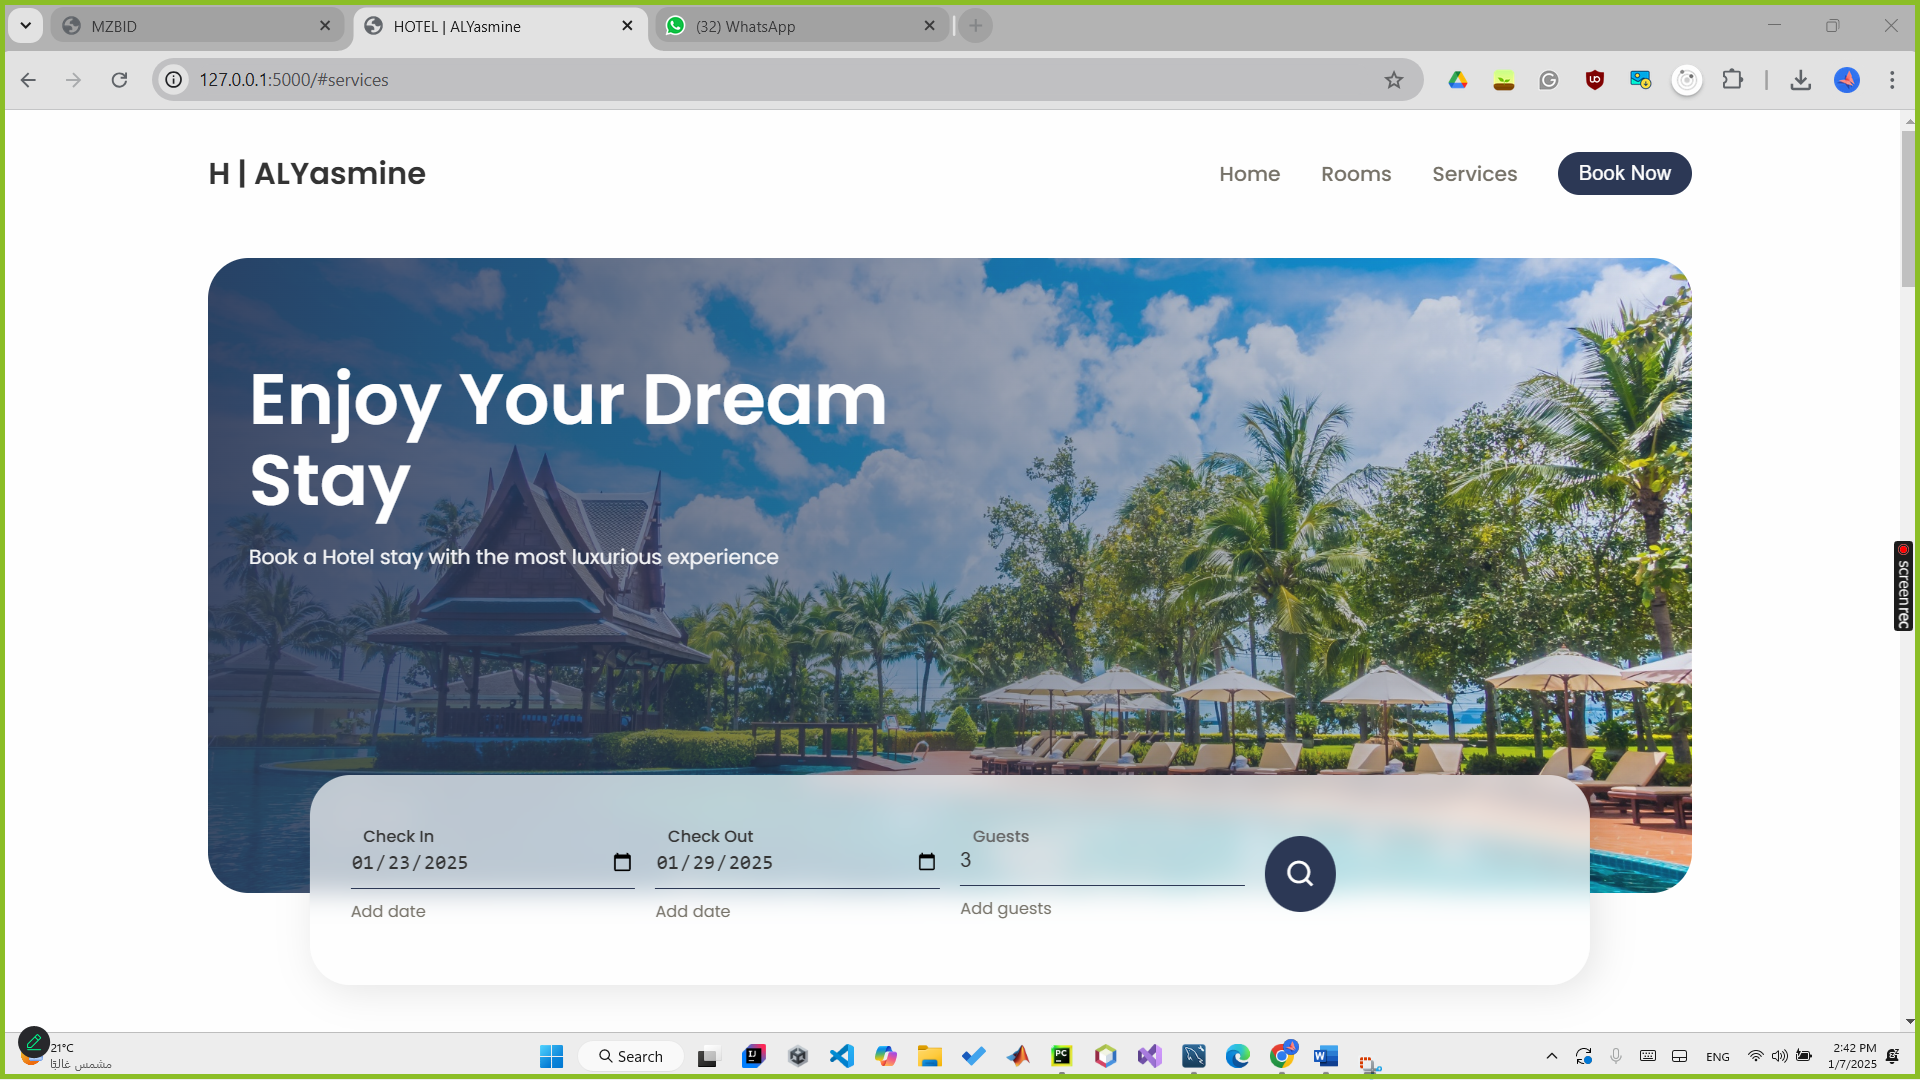 MZBID
HOTEL | ALYasmine
(32) WhatsApp
127.0.0.1:5000/#services
H | ALYasmine
Home
Rooms
Services
Book Now
Enjoy Your Dream
Stay
Book a Hotel stay with the most luxurious experience
Check In
01/23/2025
Add date
Check Out
01/29/2025
Add date
Guests
3
Add guests
screenrec
21°C
مشمس غالبًا
Search
ENG
2:42 PM
1/7/2025